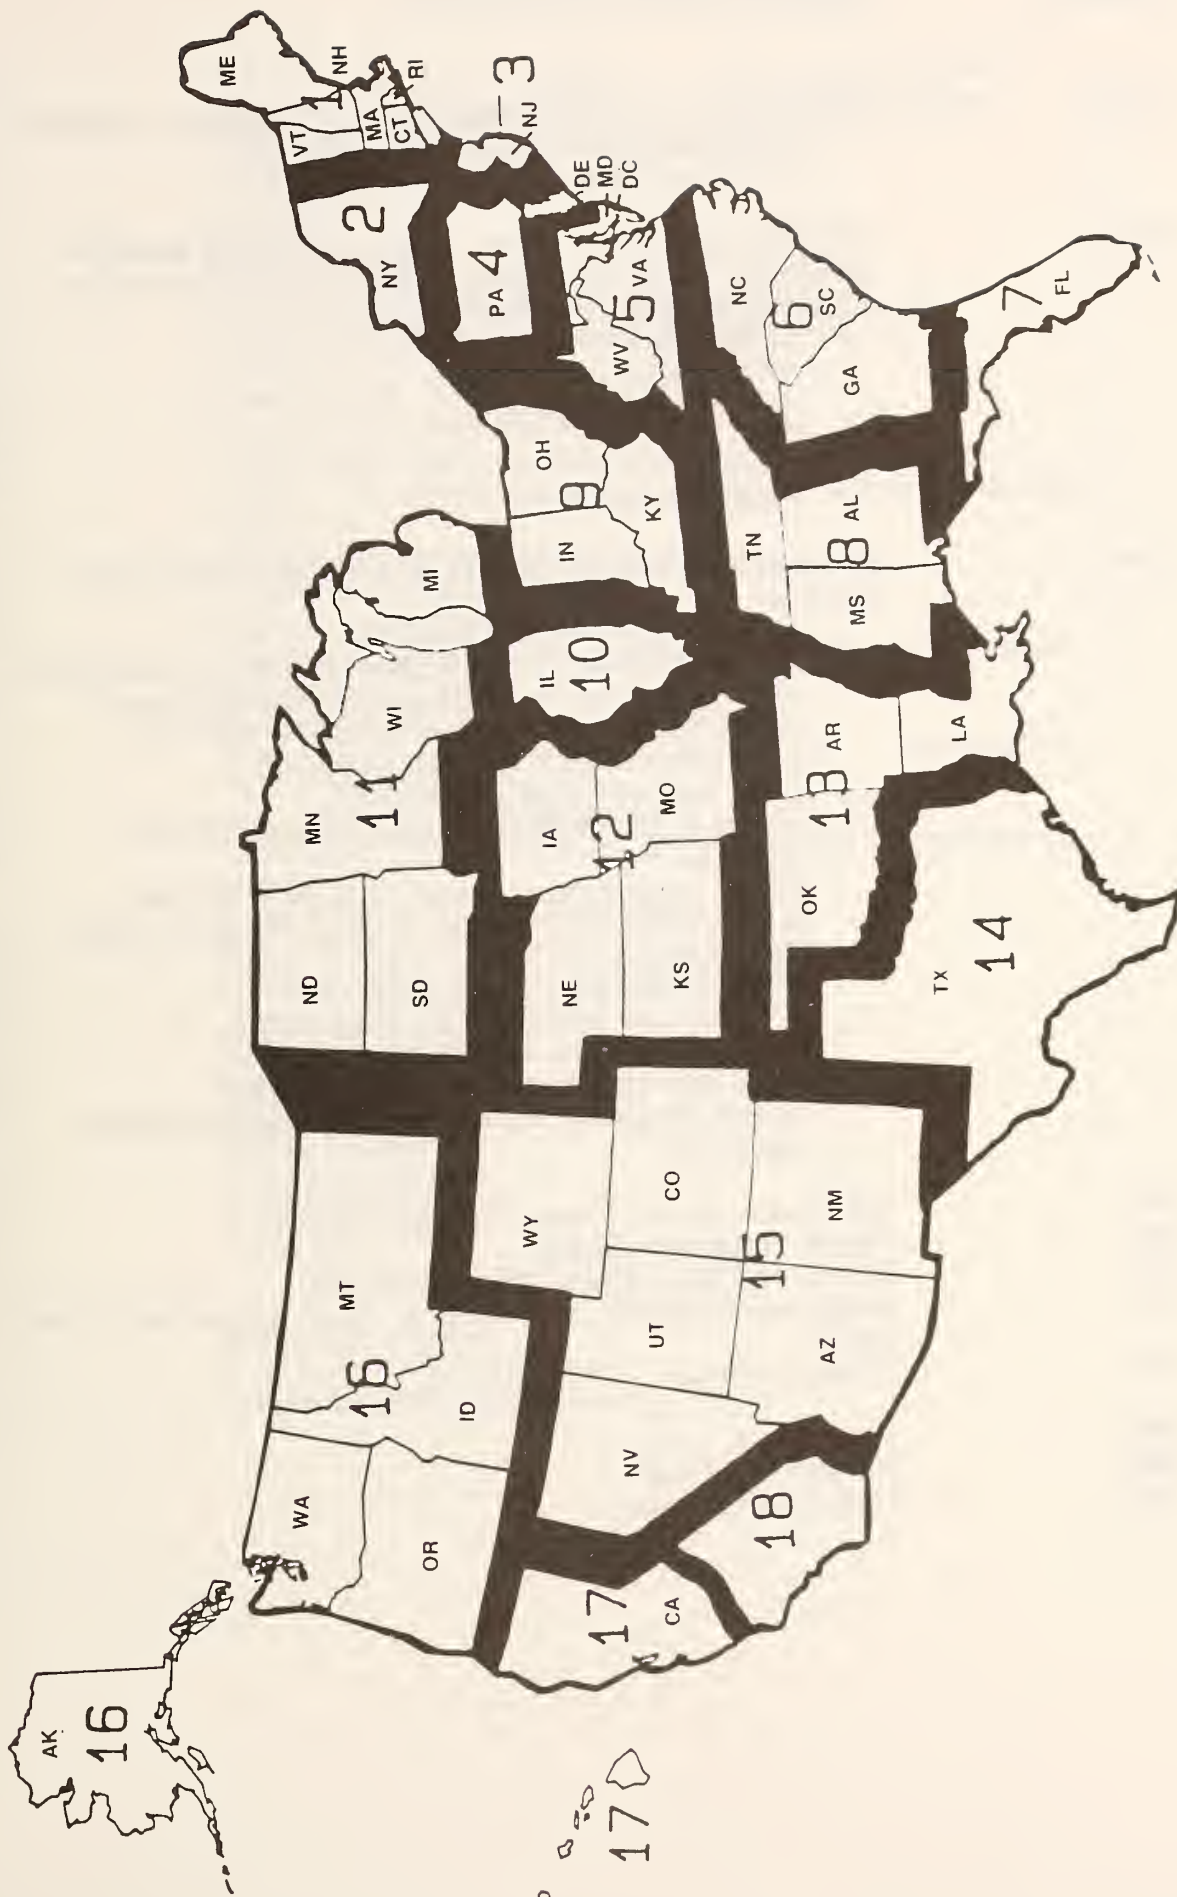 AK
16
17
WA
OR
16
ID
MT
17
CA
18
NV
UT
AZ
15
WY
CO
NM
ND
SD
MN
11
WI
MI
NE
KS
IA
12
MO
IL
10
TX
14
OK
13
AR
LA
IN
OH
9
KY
TN
MS
8
AL
GA
6
SC
NC
7
FL
WV
5
VA
PA
4
NY
2
DE
MD
DC
3
NJ
VT
1
NH
MA
CT
RI
ME